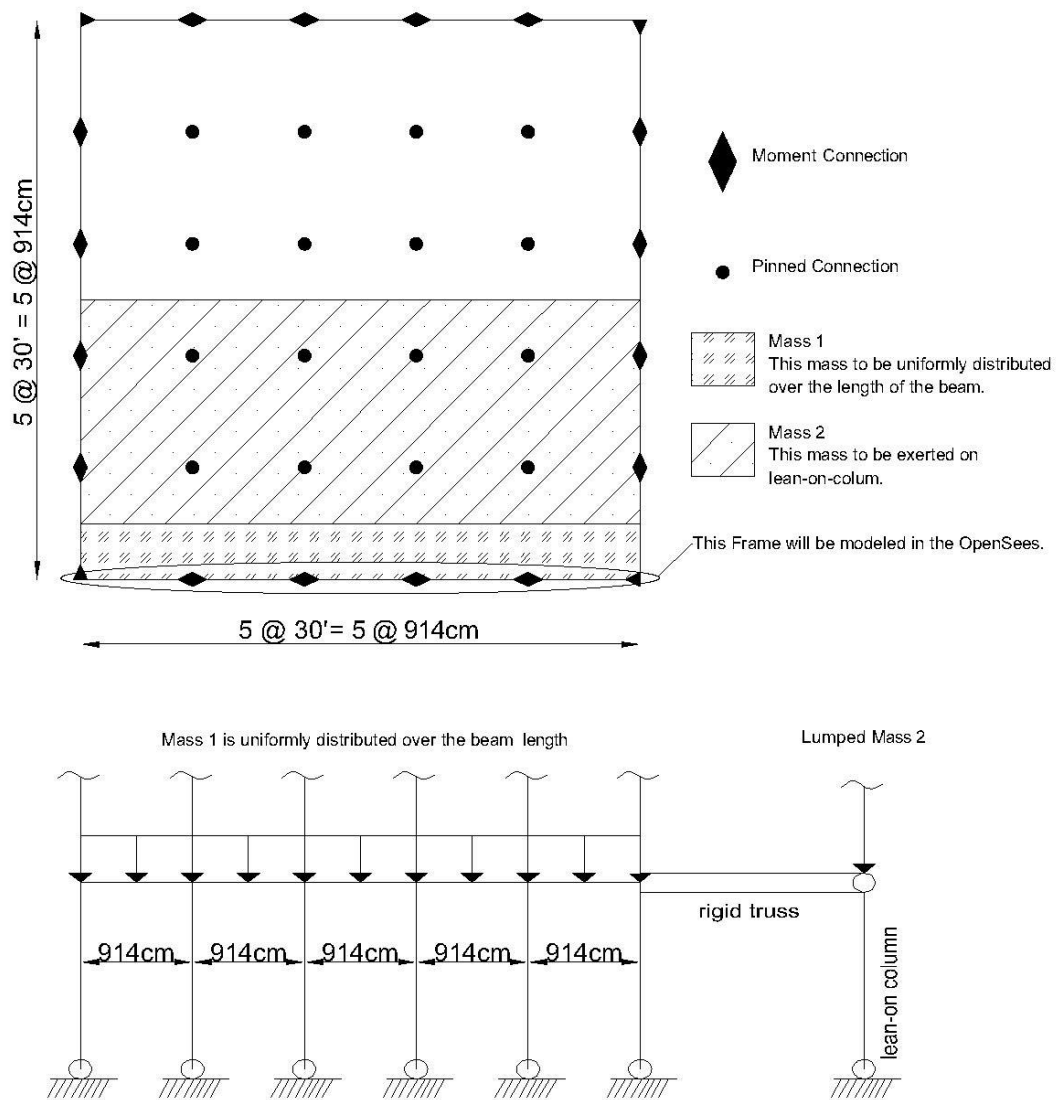 5 @ 30' = 5 @ 914cm
Moment Connection
Pinned Connection
Mass 1
This mass to be uniformly distributed
over the length of the beam.
Mass 2
This mass to be exerted on
lean-on-colum.
This Frame will be modeled in the OpenSees.
5 @ 30'= 5 @ 914cm
Mass 1 is uniformly distributed over the beam length
Lumped Mass 2
rigid truss
914cm 914cm 914cm 914cm 914cm
lean-on column